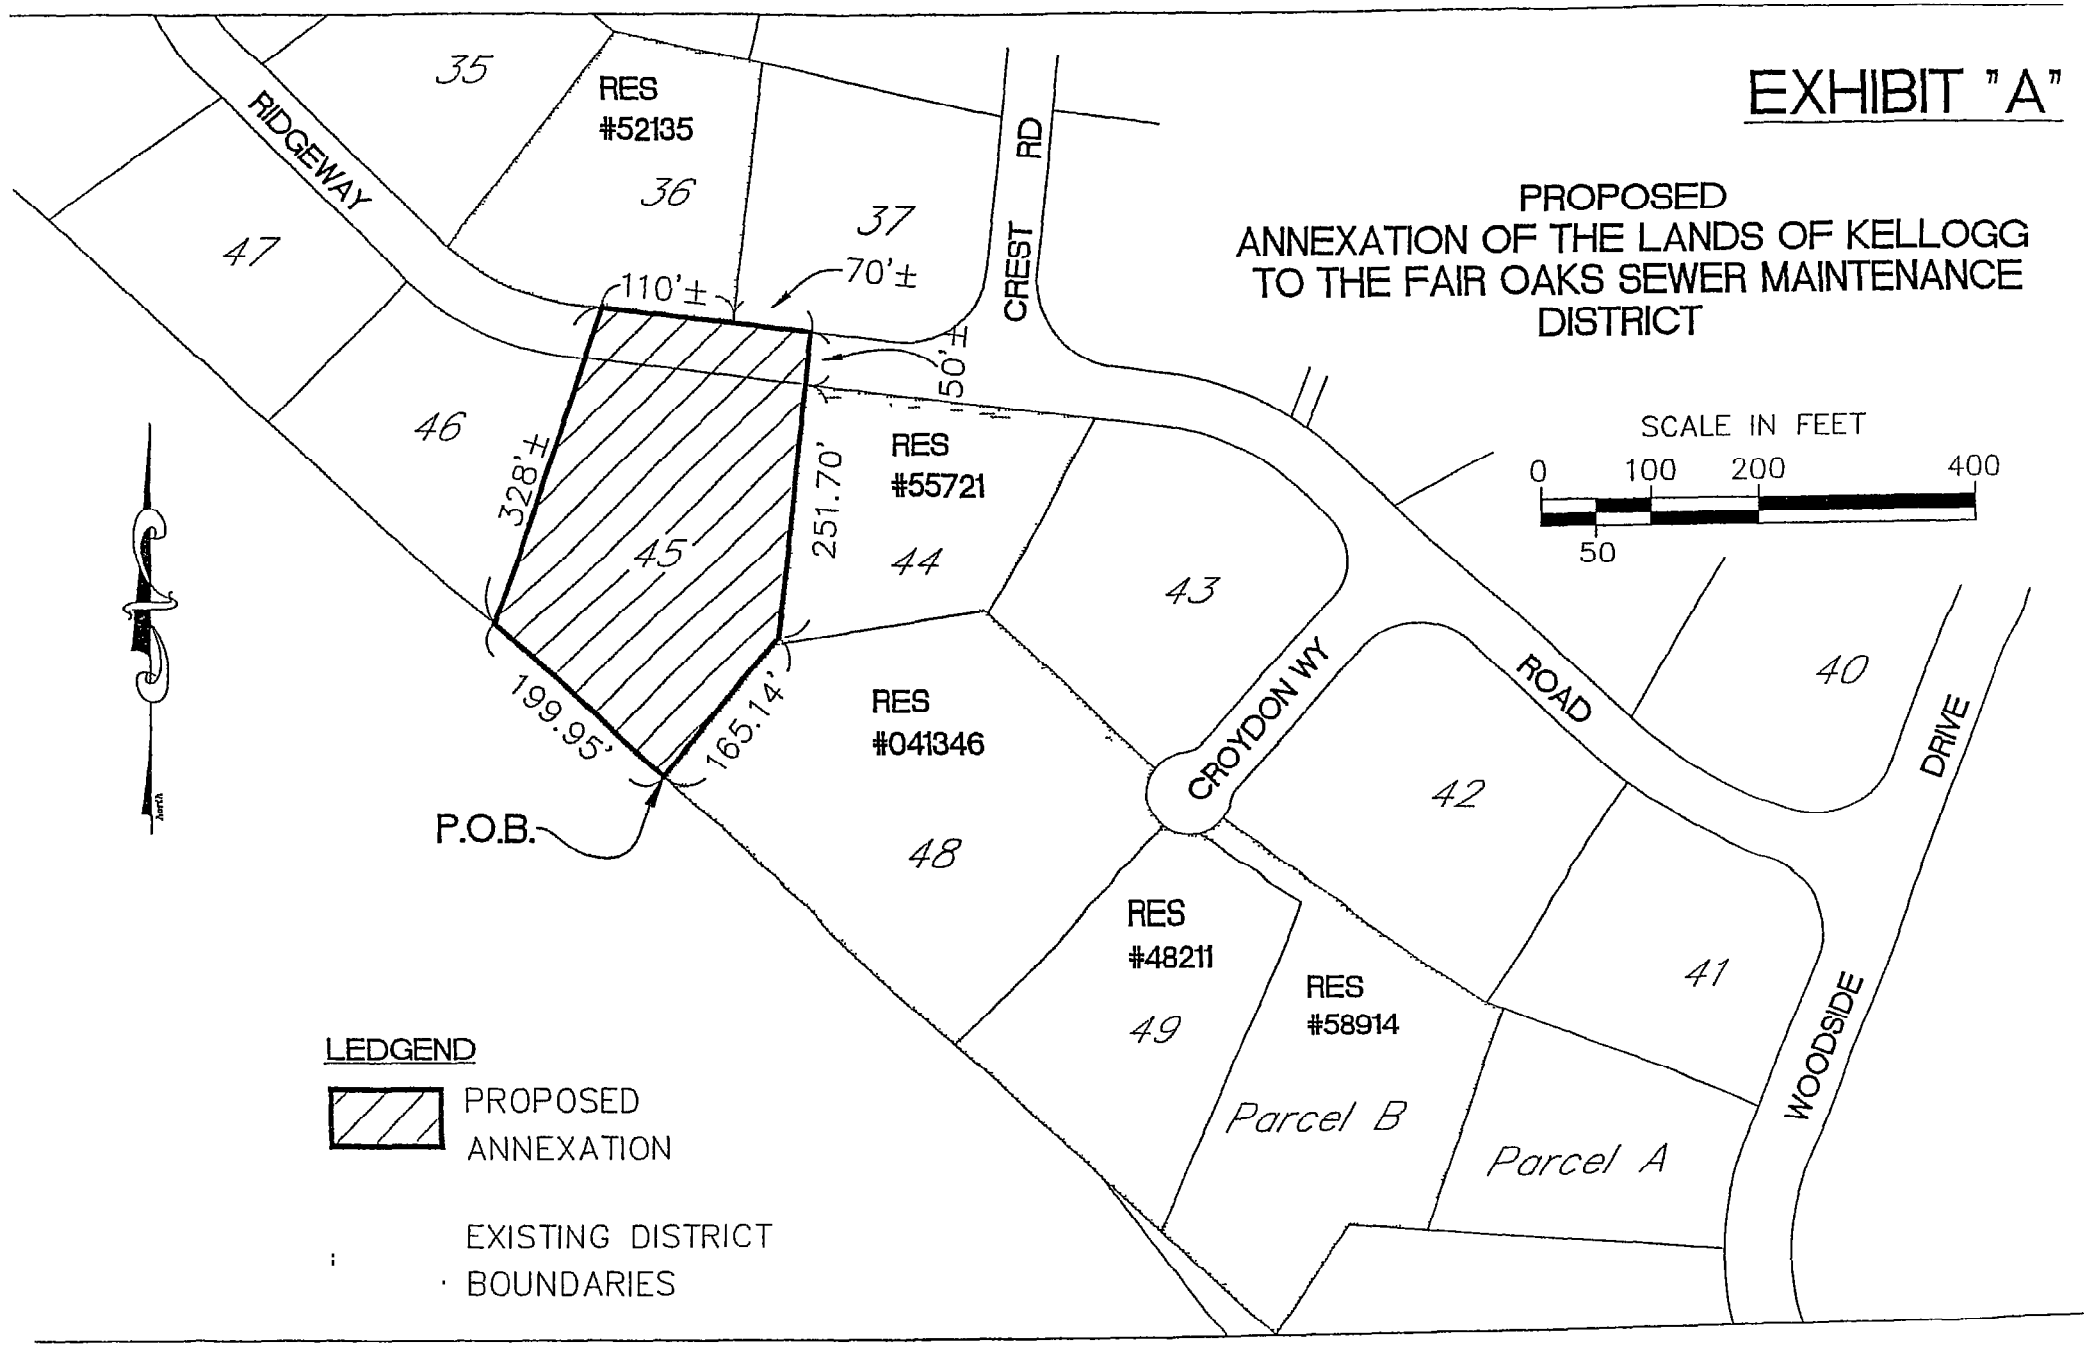 EXHIBIT "A"
PROPOSED
ANNEXATION OF THE LANDS OF KELLOGG
TO THE FAIR OAKS SEWER MAINTENANCE
DISTRICT
SCALE IN FEET
0 100 200 400
50
35
RES
#52135
36
37
RIDGEWAY
CREST RD
47
110'±
70'±
50'±
46
328'±
45
251.70'
RES
#55721
44
43
199.95'
165.14'
P.O.B.
RES
#041346
48
CROYDON WY
ROAD
40
DRIVE
42
41
WOODSIDE
RES
#48211
49
RES
#58914
Parcel B
Parcel A
north
LEDGEND
PROPOSED
ANNEXATION
EXISTING DISTRICT
BOUNDARIES